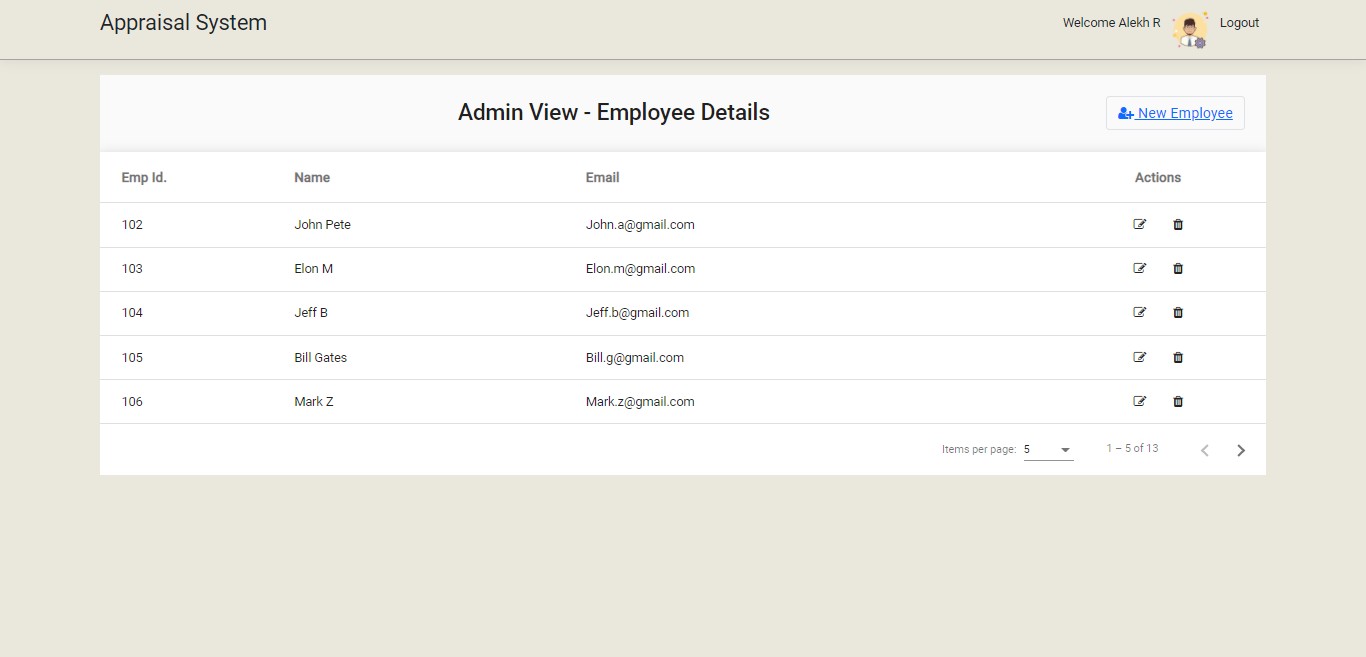 Appraisal System
Welcome Alekh R Logout
Admin View - Employee Details
New Employee
Emp Id. Name Email Actions
102 John Pete John.a@gmail.com
103 Elon M Elon.m@gmail.com
104 Jeff B Jeff.b@gmail.com
105 Bill Gates Bill.g@gmail.com
106 Mark Z Mark.z@gmail.com
Items per page: 5 1 – 5 of 13